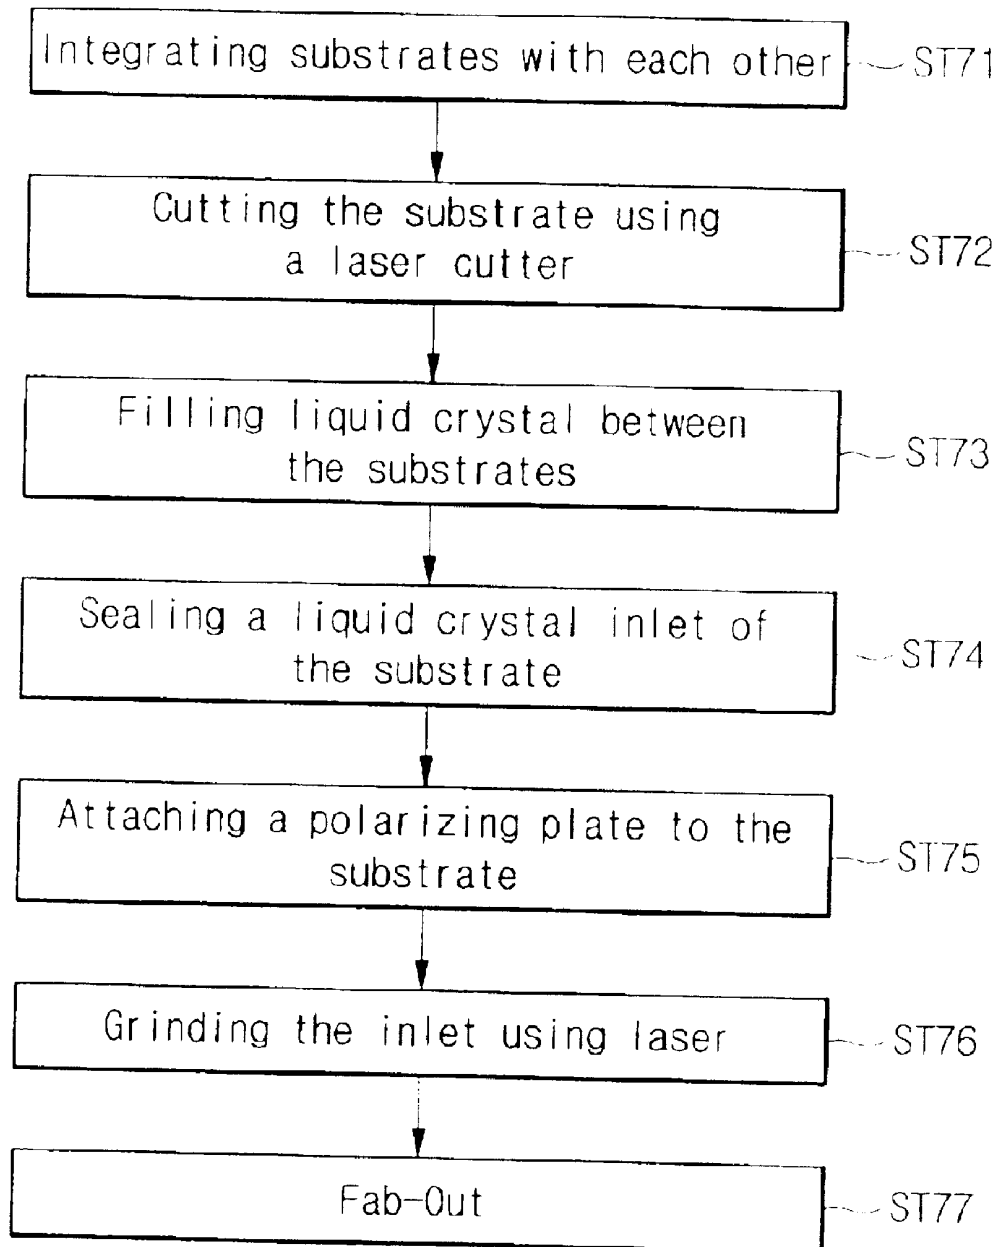 Integrating substrates with each other
ST71
Cutting the substrate using
a laser cutter
ST72
Filling liquid crystal between
the substrates
ST73
Sealing a liquid crystal inlet of
the substrate
ST74
Attaching a polarizing plate to the
substrate
ST75
Grinding the inlet using laser
ST76
Fab-Out
ST77